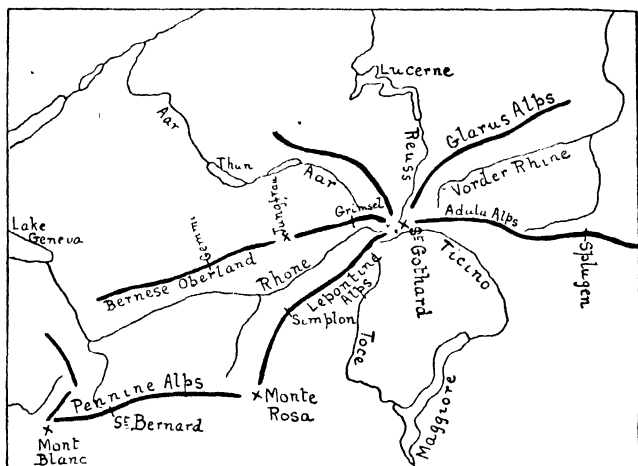 Lucerne
Aar
Reuss
Glarus Alps
Thun
Aar
Vorder Rhine
Jungfrau
Grimsel
Adula Alps
Lake
Geneva
Gemmi
St Gothard
Ticino
Splugen
Bernese Oberland
Rhone
Lepontine
Alps
Simplon
Toce
Maggiore
Pennine Alps
St Bernard
Monte
Rosa
Mont
Blanc